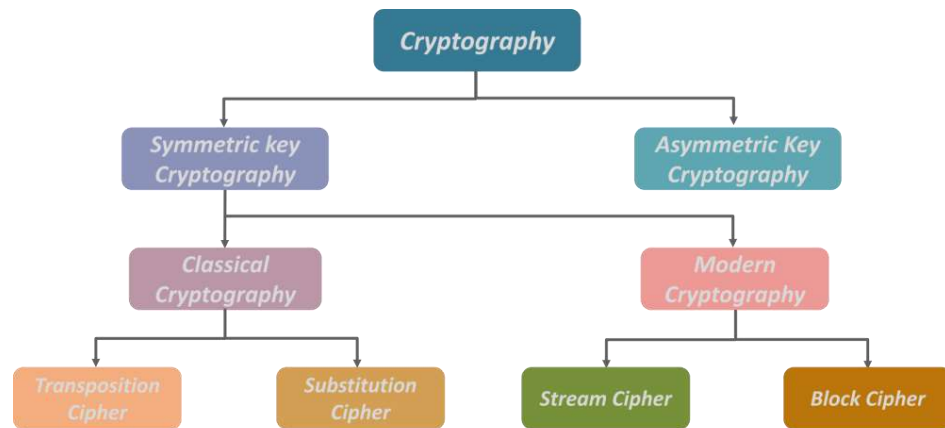 Cryptography
Symmetric key
Cryptography
Asymmetric Key
Cryptography
Classical
Cryptography
Modern
Cryptography
Transposition
Cipher
Substitution
Cipher
Stream Cipher
Block Cipher